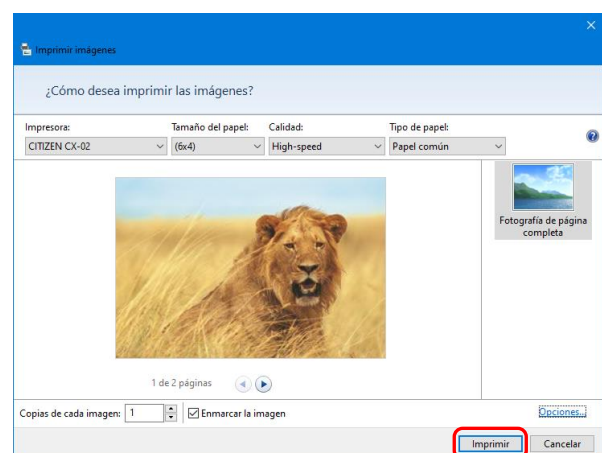 Imprimir imágenes
¿Cómo desea imprimir las imágenes?
Impresora: Tamaño del papel: Calidad: Tipo de papel:
CITIZEN CX-02 (6x4) High-speed Papel común
Fotografía de página
completa
1 de 2 páginas
Copias de cada imagen: 1 Enmarcar la imagen Opciones...
Imprimir Cancelar